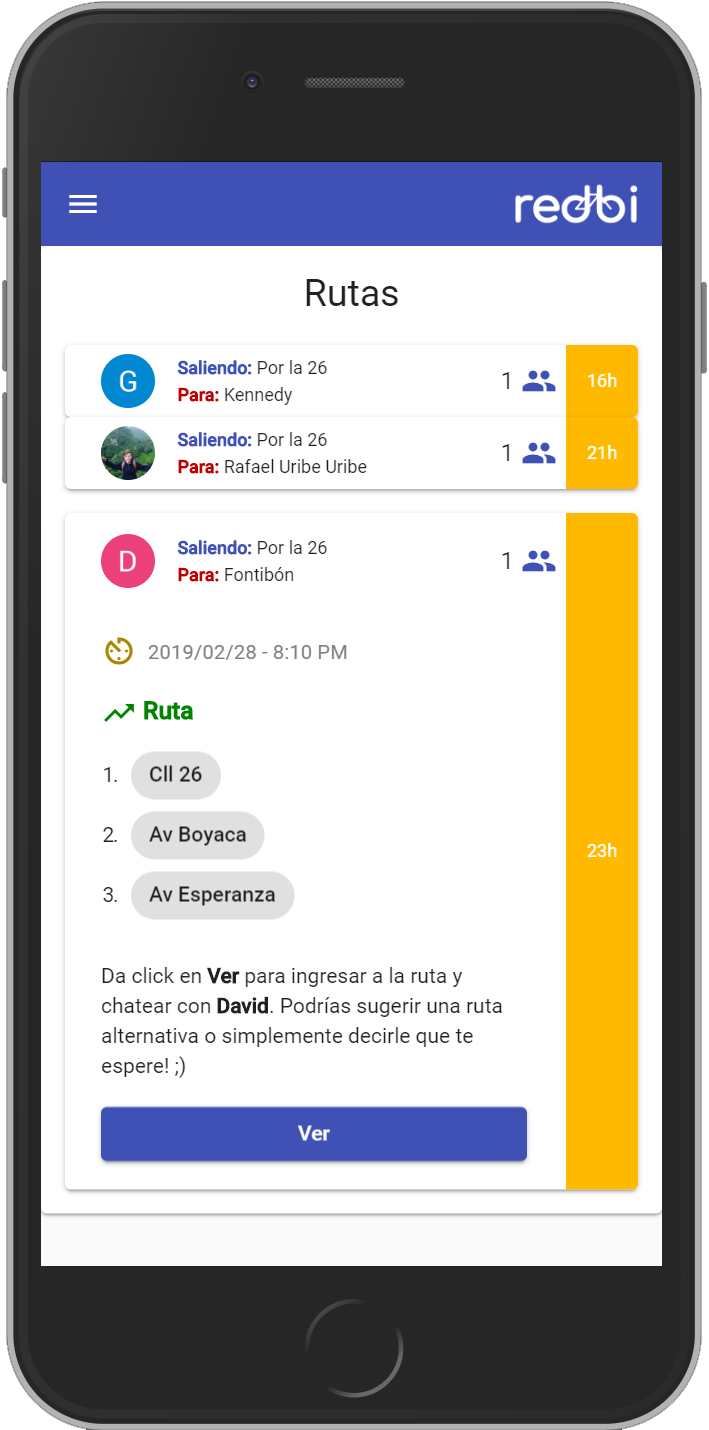 redbi
Rutas
G
Saliendo: Por la 26
Para: Kennedy
1
16h
Saliendo: Por la 26
Para: Rafael Uribe Uribe
1
21h
D
Saliendo: Por la 26
Para: Fontibón
1
2019/02/28 - 8:10 PM
Ruta
1. Cll 26
2. Av Boyaca
3. Av Esperanza
23h
Da click en Ver para ingresar a la ruta y
chatear con David. Podrías sugerir una ruta
alternativa o simplemente decirle que te
espere! ;)
Ver